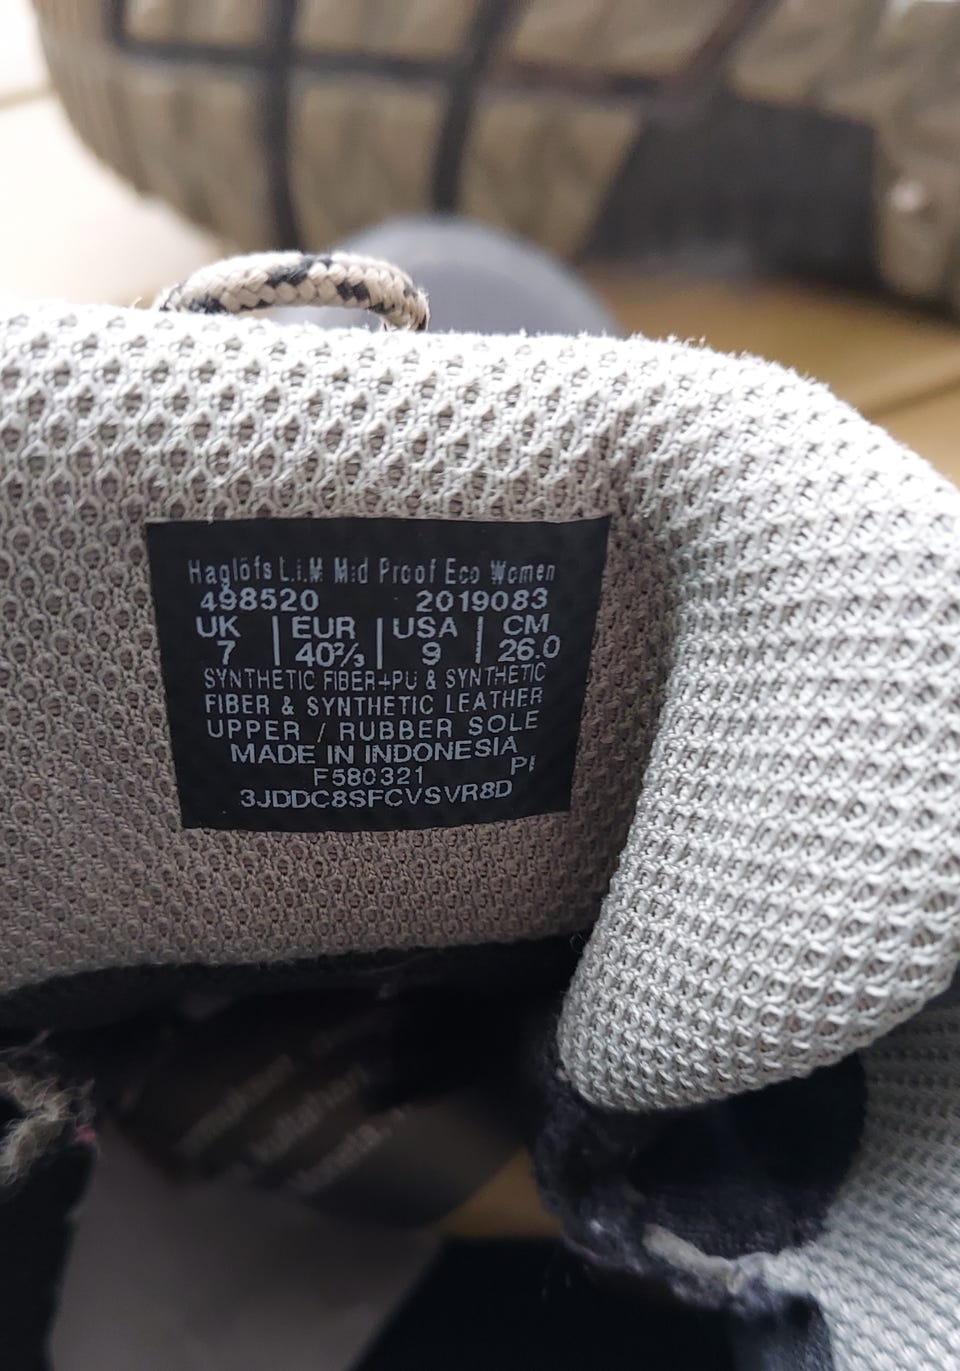 Haglöfs L.I.M Mid Proof Eco Women
498520 2019083
UK | EUR | USA | CM
7 | 40⅔ | 9 | 26.0
SYNTHETIC FIBER+PU & SYNTHETIC
FIBER & SYNTHETIC LEATHER
UPPER / RUBBER SOLE
MADE IN INDONESIA
F580321
3JDDC8SFCVSVR8D